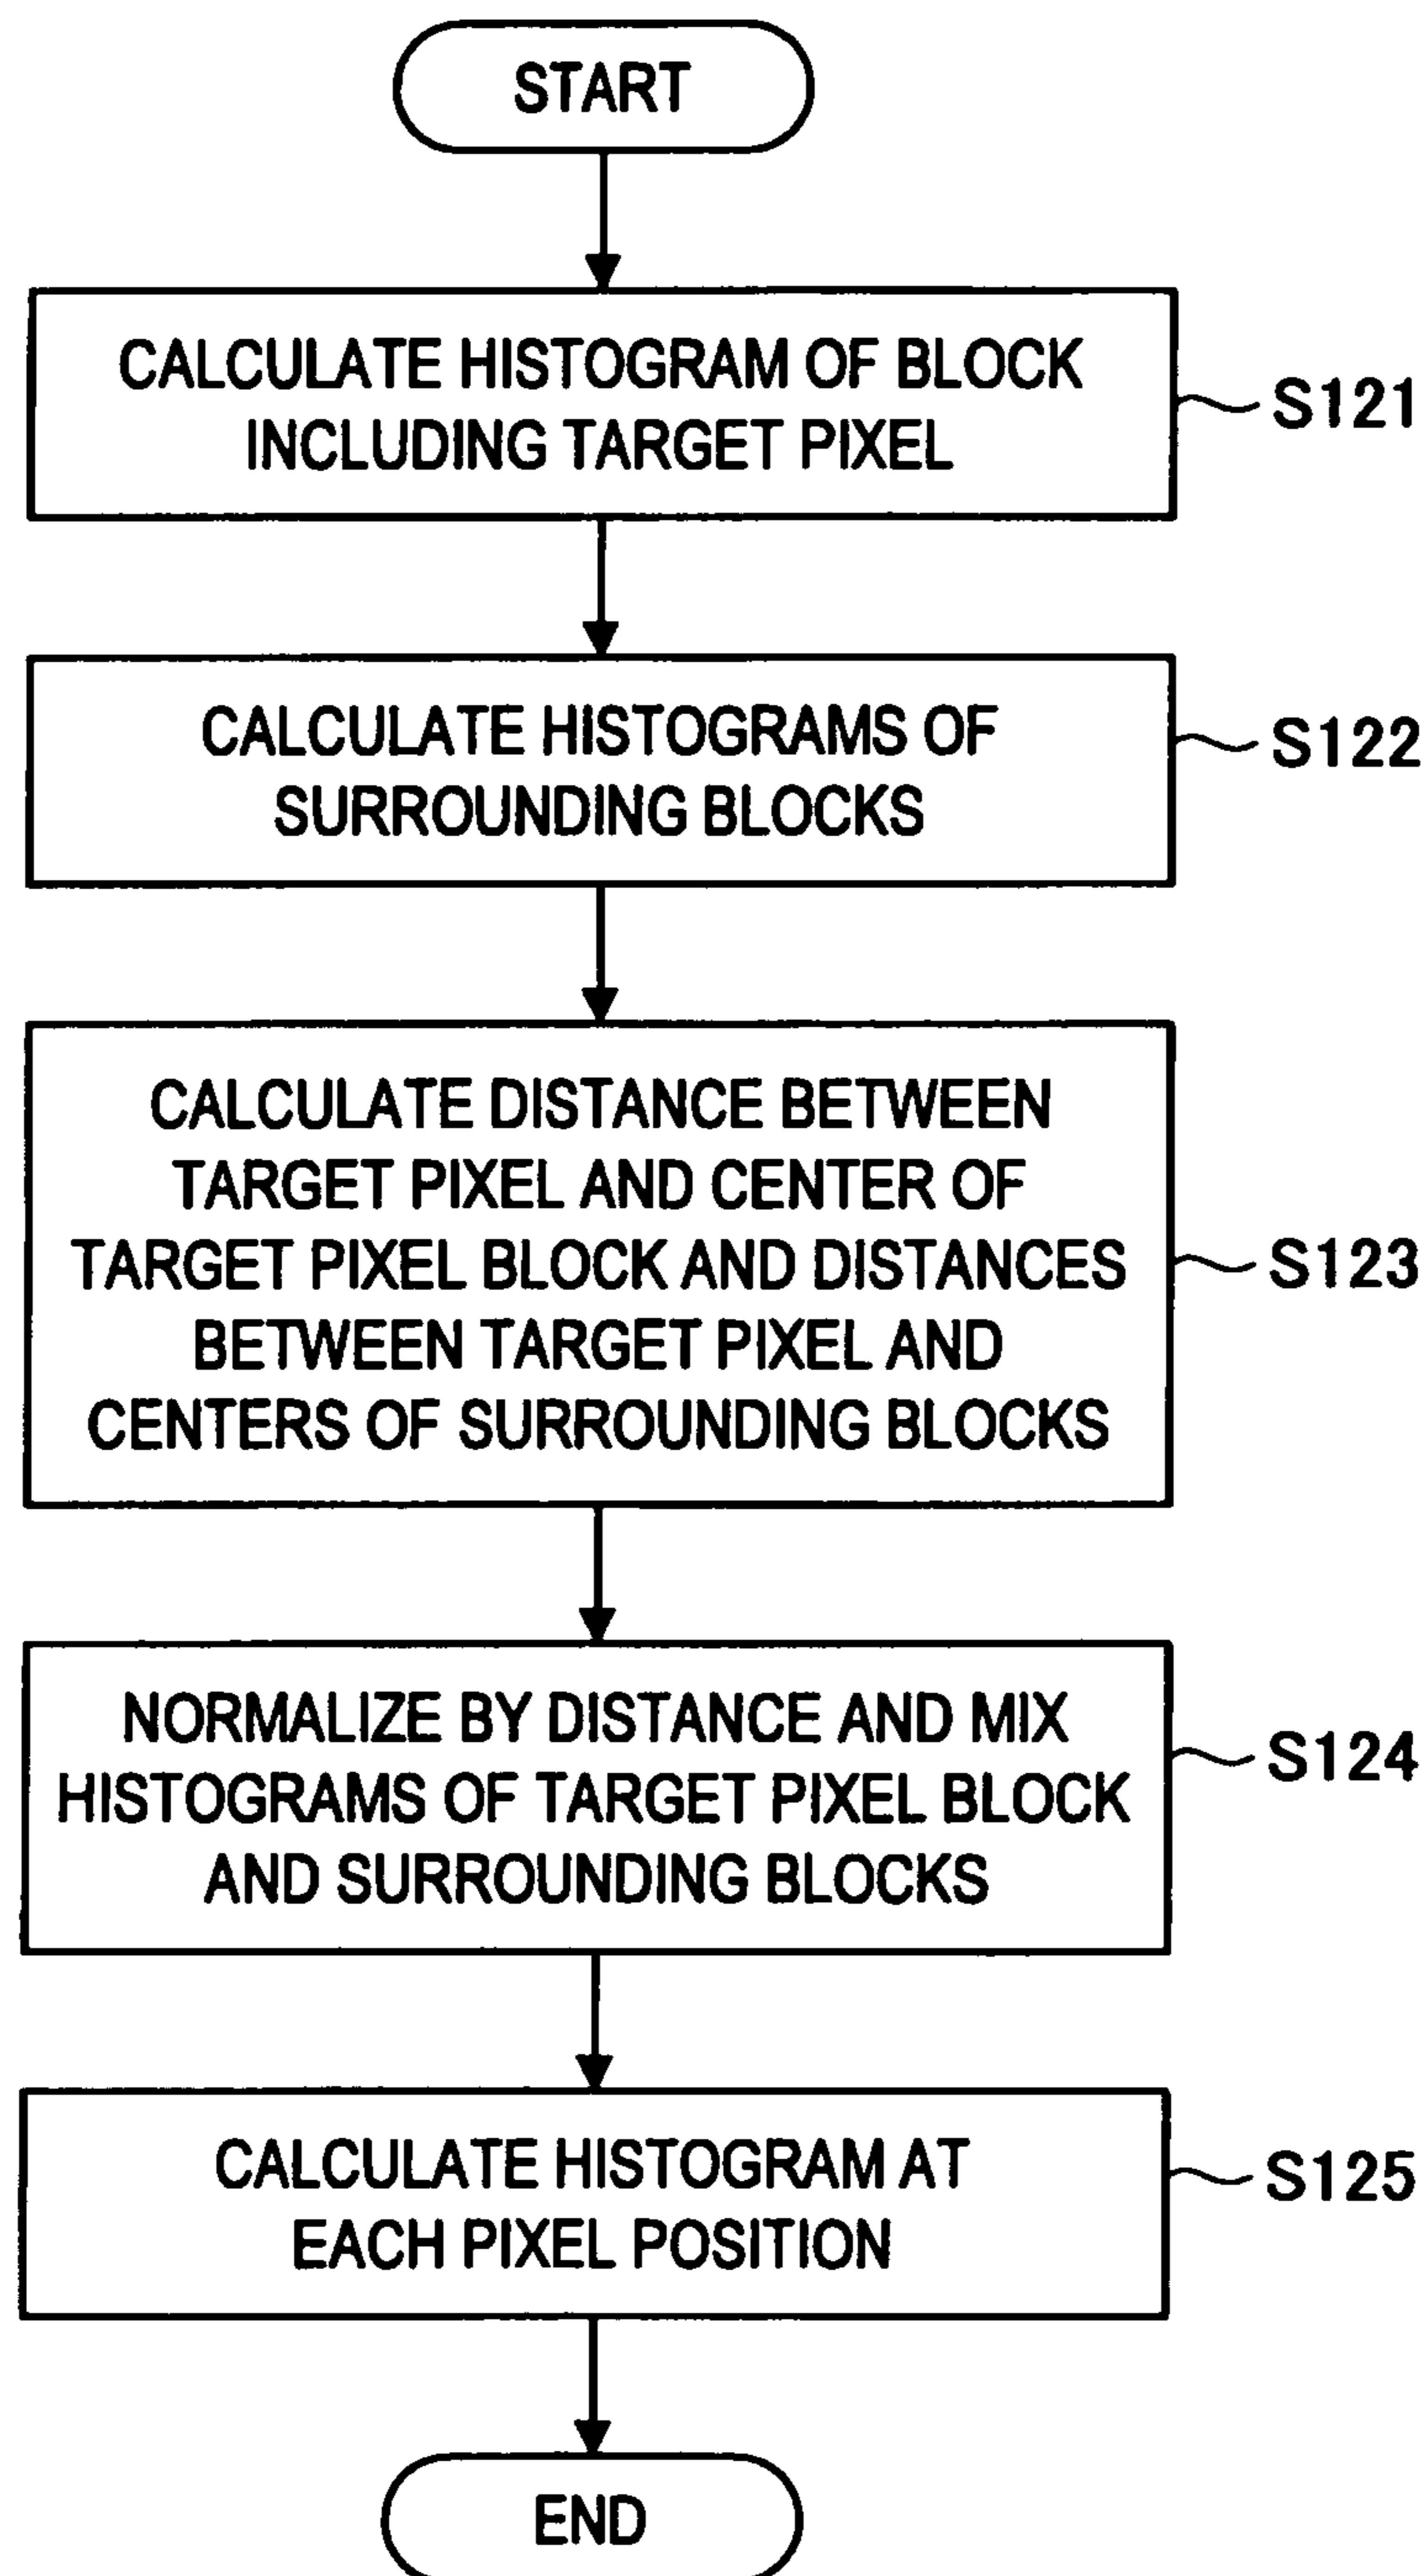 START
CALCULATE HISTOGRAM OF BLOCK
INCLUDING TARGET PIXEL
S121
CALCULATE HISTOGRAMS OF
SURROUNDING BLOCKS
S122
CALCULATE DISTANCE BETWEEN
TARGET PIXEL AND CENTER OF
TARGET PIXEL BLOCK AND DISTANCES
BETWEEN TARGET PIXEL AND
CENTERS OF SURROUNDING BLOCKS
S123
NORMALIZE BY DISTANCE AND MIX
HISTOGRAMS OF TARGET PIXEL BLOCK
AND SURROUNDING BLOCKS
S124
CALCULATE HISTOGRAM AT
EACH PIXEL POSITION
S125
END